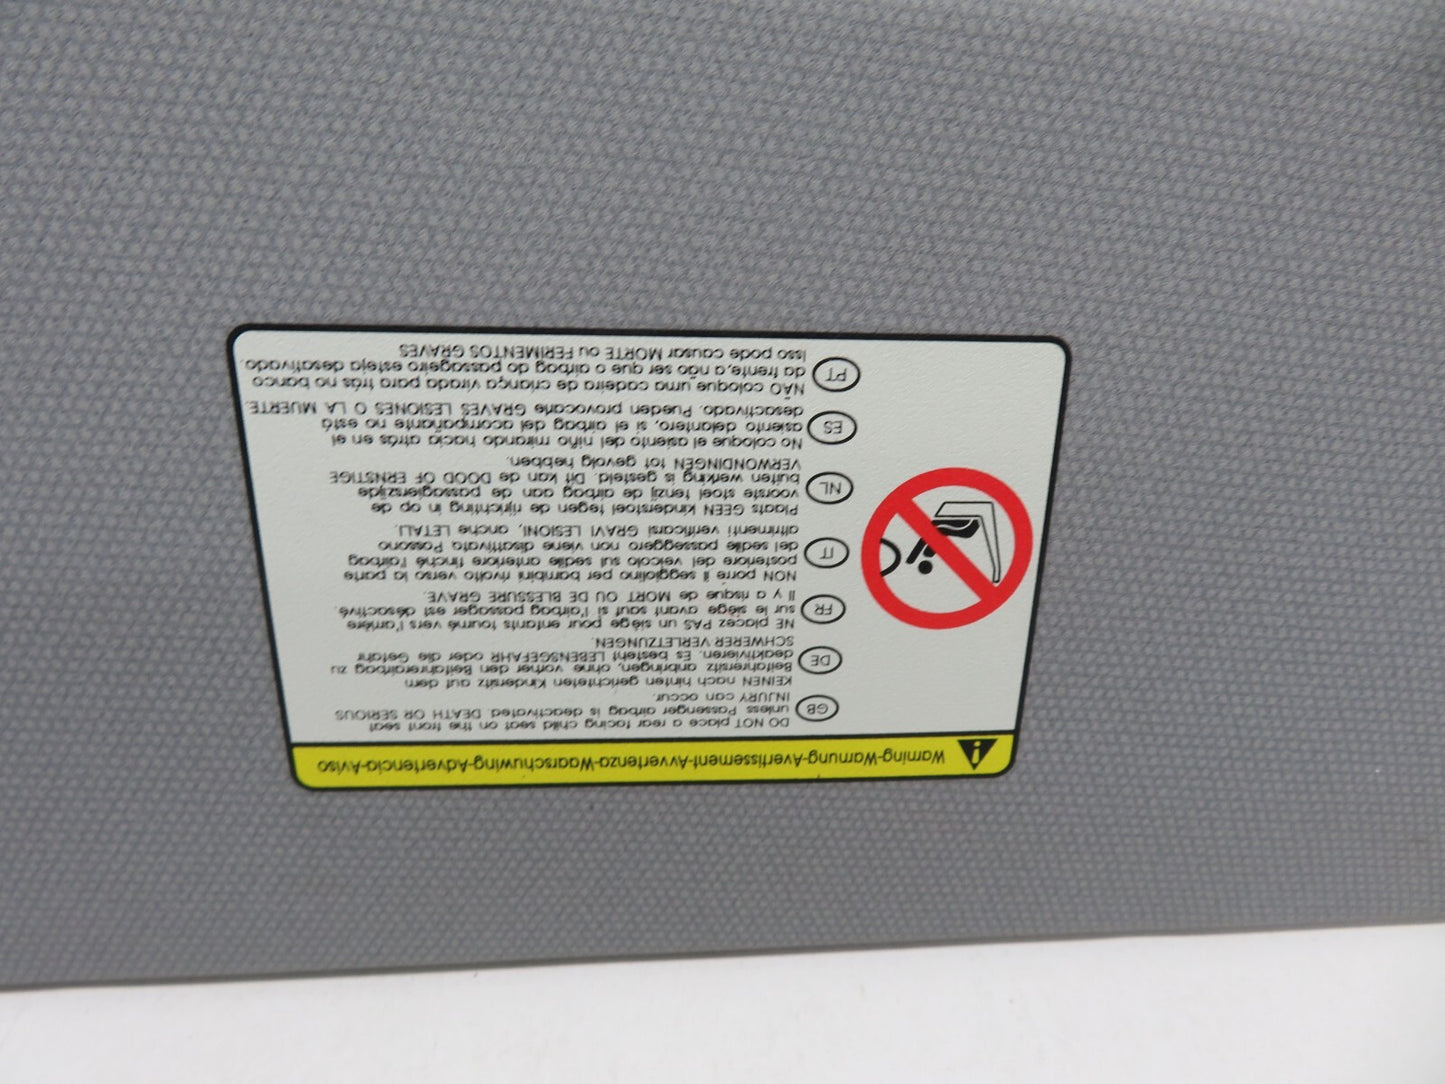 Warning-Warnung-Avertissement-Avvertenza-Waarschuwing-Advertencia-Aviso
GB
DO NOT place a rear facing child seat on the front seat
unless Passenger airbag is deactivated. DEATH OR SERIOUS
INJURY can occur.
DE
KEINEN nach hinten gerichteten Kindersitz auf dem
Beifahrersitz anbringen, ohne vorher den Beifahrerairbag zu
deaktivieren. Es besteht LEBENSGEFAHR oder die Gefahr
SCHWERER VERLETZUNGEN.
FR
NE placez PAS un siége pour enfants tourné vers l'arriére
sur le siége avant sauf si l'airbag passager est désactivé.
Il y a risque de MORT OU DE BLESSURE GRAVE.
IT
NON porre il seggiolino per bambini rivolto verso la parte
posteriore del veicolo sul sedile anteriore finché l'airbag
del sedile passeggero non viene disattivata Possono
altrimenti verificarsi GRAVI LESIONI, anche LETALI.
NL
Plaats GEEN kinderstoel tegen de rijrichting in op de
voorste stoel tenzij de airbag aan de passagierszijde
buiten werking is gesteld. Dit kan de DOOD OF ERNSTIGE
VERWONDINGEN tot gevolg hebben.
ES
No coloque el asiento del niño mirando hacia atrás en el
asiento delantero, si el airbag del acompañante no está
desactivado. Pueden provocarle GRAVES LESIONES O LA MUERTE.
PT
NÃO coloque uma cadeira de criança virada para trás no banco
da frente,a não ser que o airbag do passageiro esteja desativado.
Isso pode causar MORTE ou FERIMENTOS GRAVES